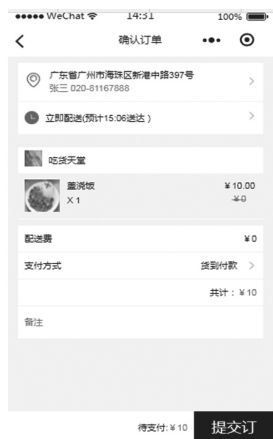 WeChat 14:31 100%
确认订单
广东省广州市海珠区新港中路397号
张三 020-81167888
立即配送(预计15:06送达)
吃货天堂
盖浇饭 ¥10.00
X 1 ¥0
配送费 ¥0
支付方式 货到付款
共计：¥10
备注
待支付:¥10 提交订